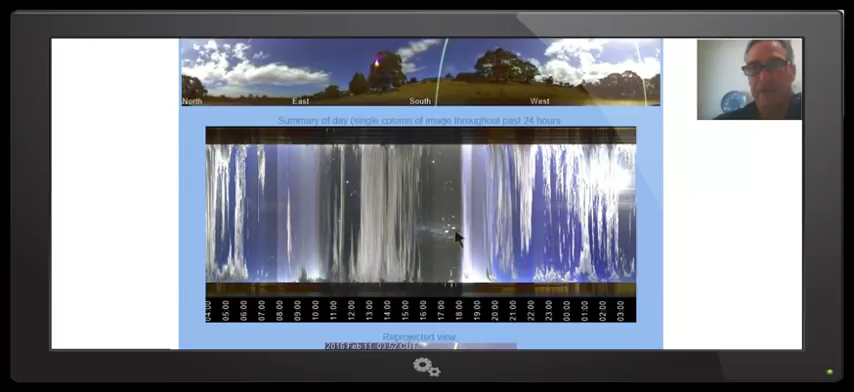 North East South West
Summary of day (single column of image throughout past 24 hours
04:00 05:00 06:00 07:00 08:00 09:00 10:00 11:00 12:00 13:00 14:00 15:00 16:00 17:00 18:00 19:00 20:00 21:00 22:00 23:00 00:00 01:00 02:00 03:00
Reprojected view
2016 Feb 11 03:52